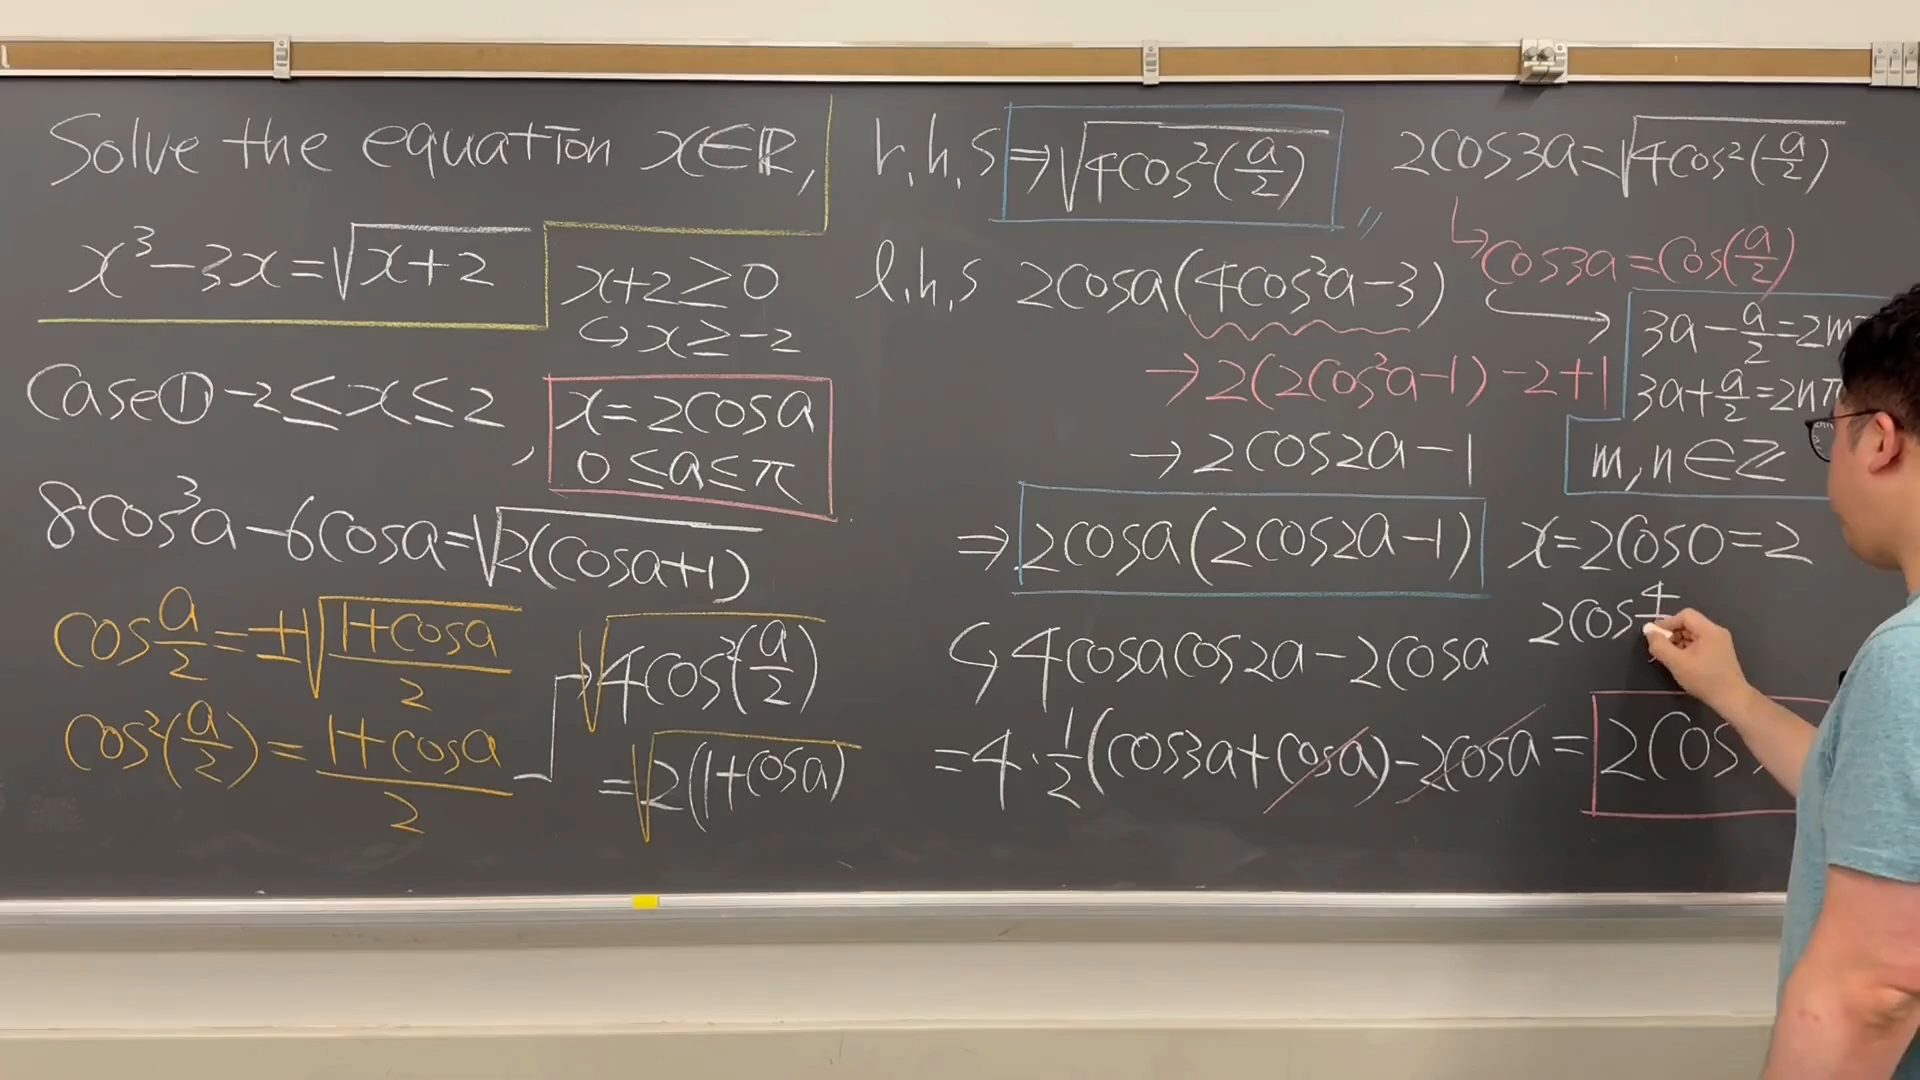 Solve the equation x∈ℝ,
x³-3x=√(x+2)
x+2≥0
↪x≥-2
Case① -2≤x≤2,
x=2cosa
0≤a≤π
8cos³a-6cosa=√(2(cosa+1))
cos a/2=±√((1+cosa)/2)
cos²(a/2)=(1+cosa)/2
→√(4cos²(a/2))
=√(2(1+cosa))
r.h.s ⇒√(4cos²(a/2))
l.h.s 2cosa(4cos²a-3)
→2(2cos²a-1)-2+1
→2cos2a-1
⇒2cosa(2cos2a-1)
↪4cosacos2a-2cosa
=4·1/2(cos3a+cosa)-2cosa=2cos
2cos3a=√(4cos²(a/2))
↪cos3a=cos(a/2)
→3a-a/2=2m
3a+a/2=2nπ
m,n∈ℤ
x=2cos0=2
2cos 4